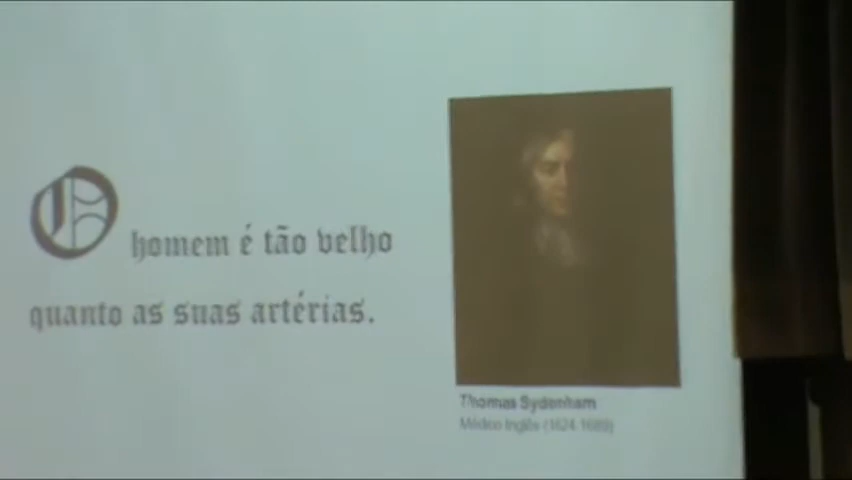 O homem é tão velho
quanto as suas artérias.
Thomas Sydenham
Médico Inglês (1624 1689)